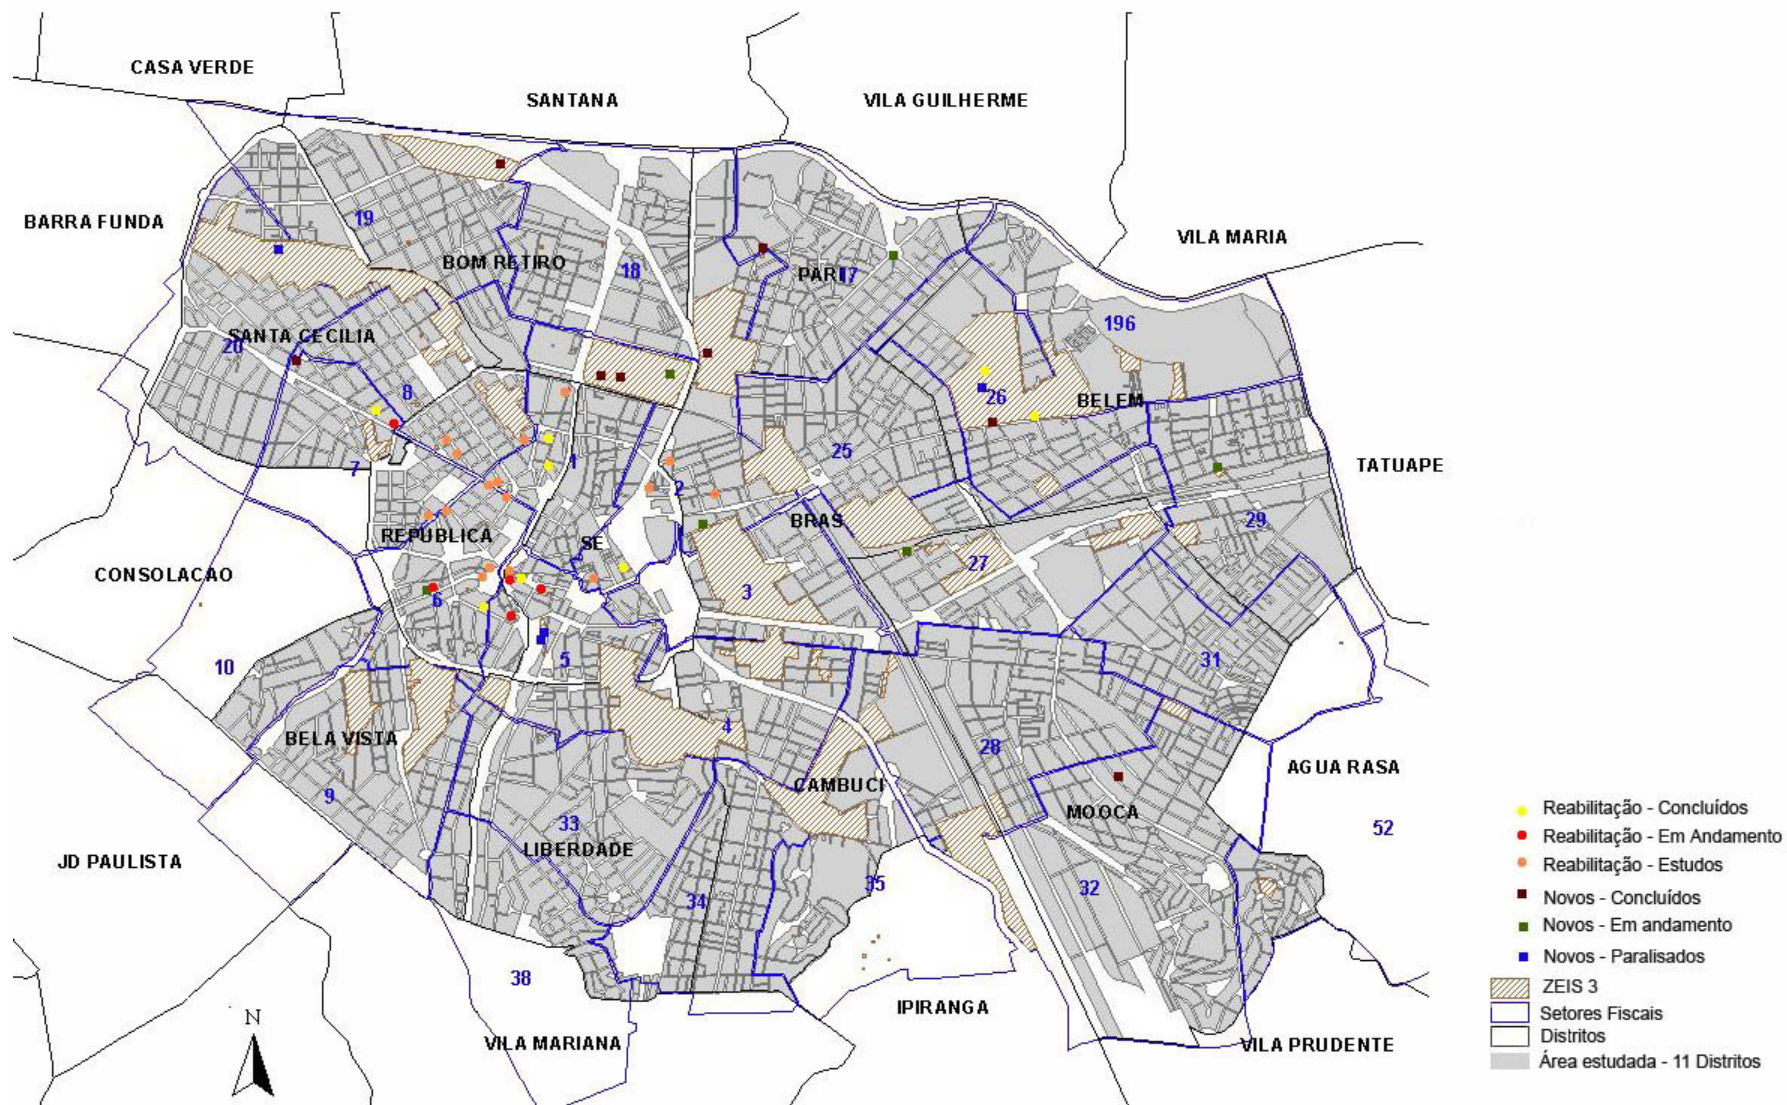 CASA VERDE
SANTANA
VILA GUILHERME
BARRA FUNDA
19
VILA MARIA
BOM RETIRO
18
PARI
17
SANTA CECILIA
20
196
8
26
BELEM
7
1
25
TATUAPE
2
REPUBLICA
SE
BRAS
29
CONSOLACAO
27
6
3
10
5
31
BELA VISTA
4
28
AGUA RASA
9
CAMBUCI
MOOCA
33
LIBERDADE
52
JD PAULISTA
34
35
32
38
IPIRANGA
N
VILA MARIANA
VILA PRUDENTE
Reabilitação - Concluídos
Reabilitação - Em Andamento
Reabilitação - Estudos
Novos - Concluídos
Novos - Em andamento
Novos - Paralisados
ZEIS 3
Setores Fiscais
Distritos
Área estudada - 11 Distritos